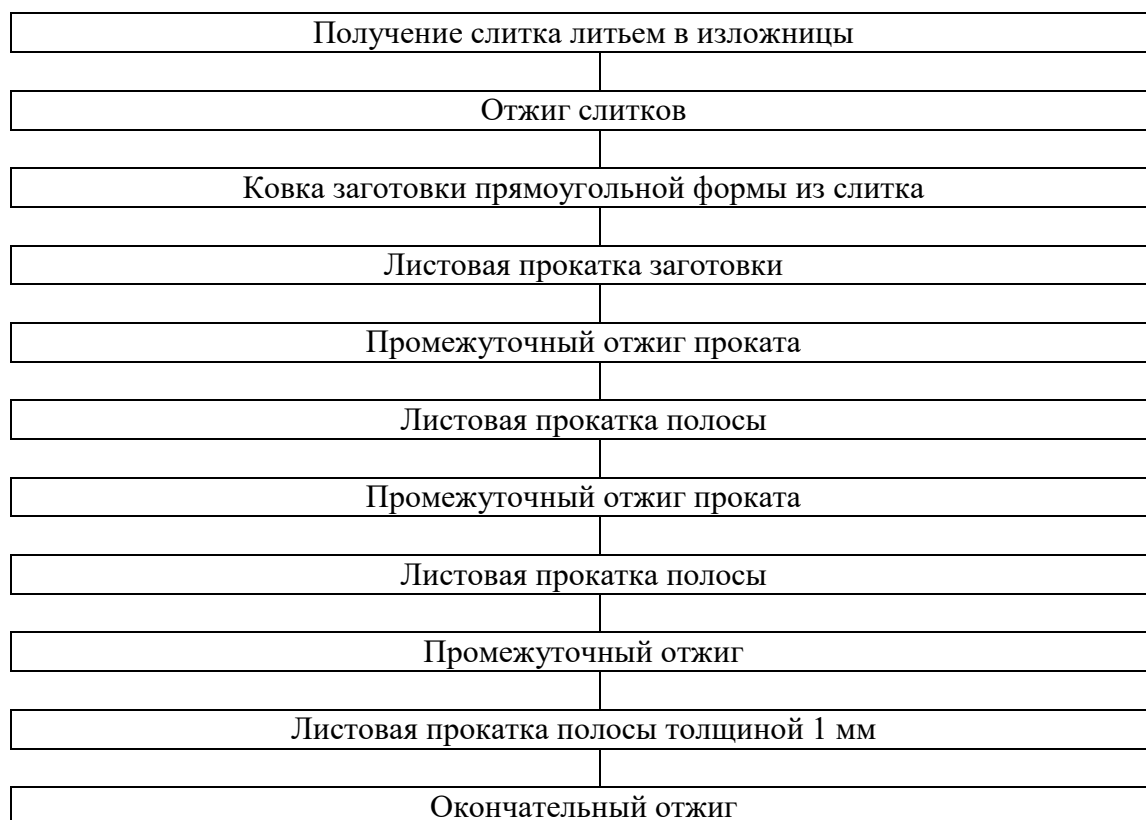 Получение слитка литьем в изложницы
Отжиг слитков
Ковка заготовки прямоугольной формы из слитка
Листовая прокатка заготовки
Промежуточный отжиг проката
Листовая прокатка полосы
Промежуточный отжиг проката
Листовая прокатка полосы
Промежуточный отжиг
Листовая прокатка полосы толщиной 1 мм
Окончательный отжиг